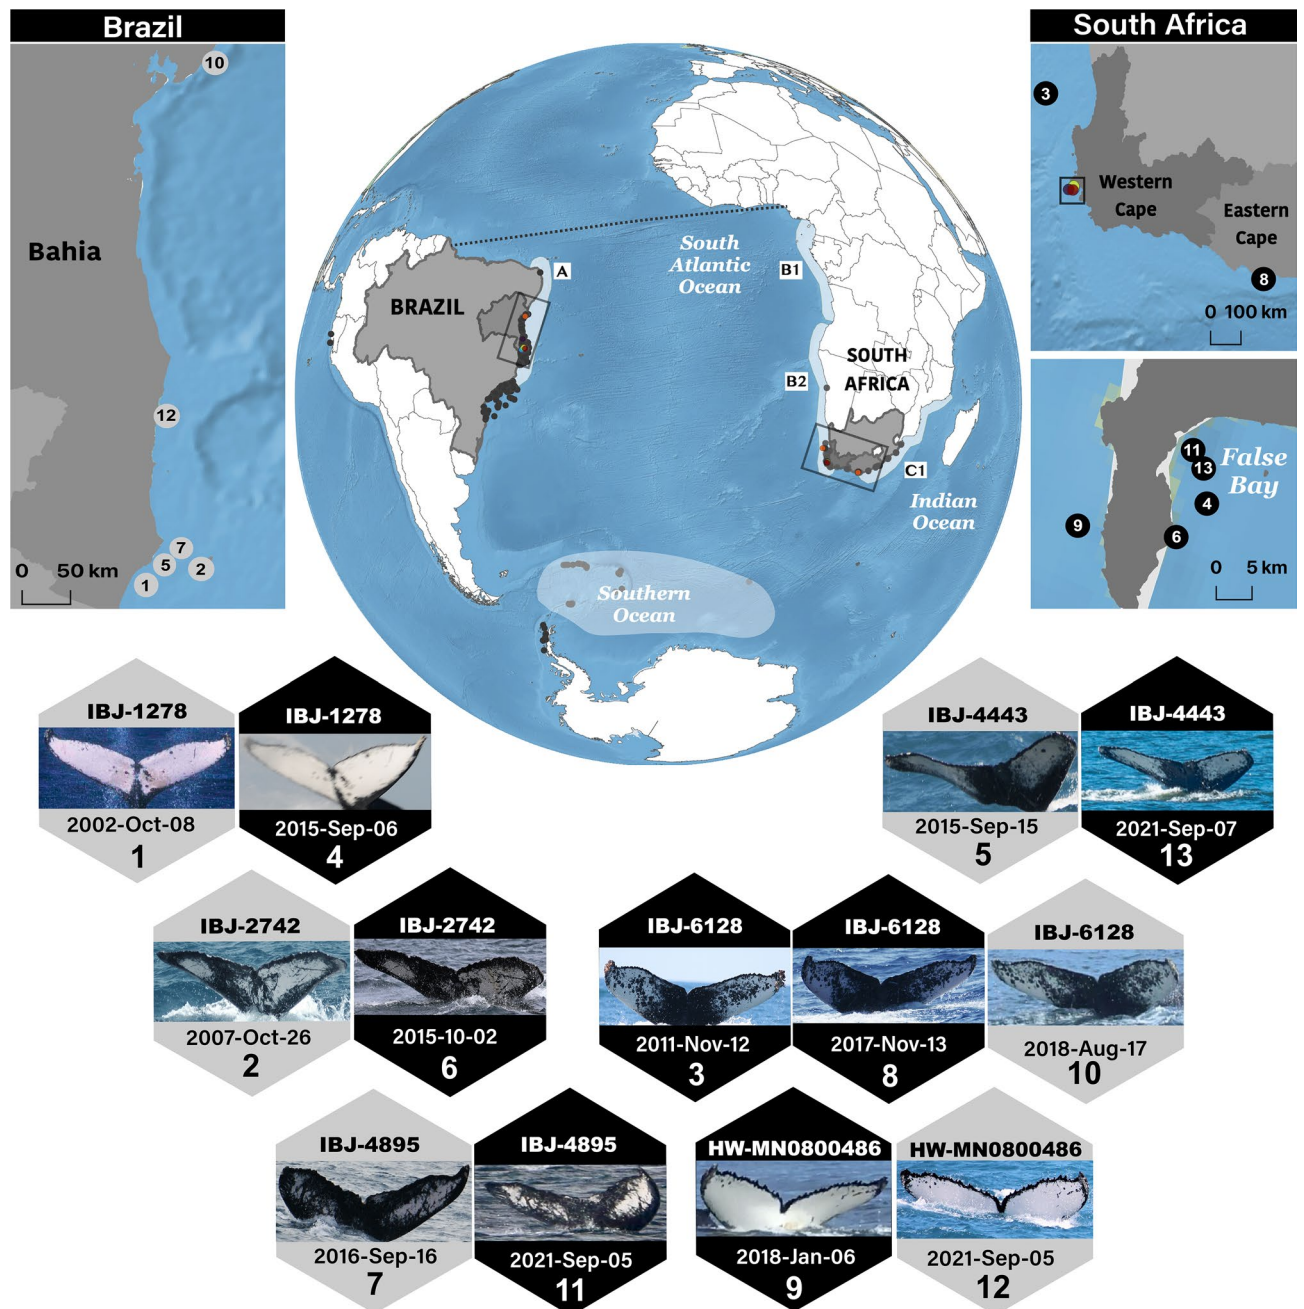 Brazil
10
Bahia
12
7
5
2
1
0 50 km
A
BRAZIL
South
Atlantic
Ocean
B1
B2
SOUTH
AFRICA
C1
Indian
Ocean
Southern
Ocean
South Africa
3
Western
Cape
Eastern
Cape
8
0 100 km
11
13
False
Bay
4
9
6
0 5 km
IBJ-1278
2002-Oct-08
1
IBJ-1278
2015-Sep-06
4
IBJ-4443
2015-Sep-15
5
IBJ-4443
2021-Sep-07
13
IBJ-2742
2007-Oct-26
2
IBJ-2742
2015-10-02
6
IBJ-6128
2011-Nov-12
3
IBJ-6128
2017-Nov-13
8
IBJ-6128
2018-Aug-17
10
IBJ-4895
2016-Sep-16
7
IBJ-4895
2021-Sep-05
11
HW-MN0800486
2018-Jan-06
9
HW-MN0800486
2021-Sep-05
12